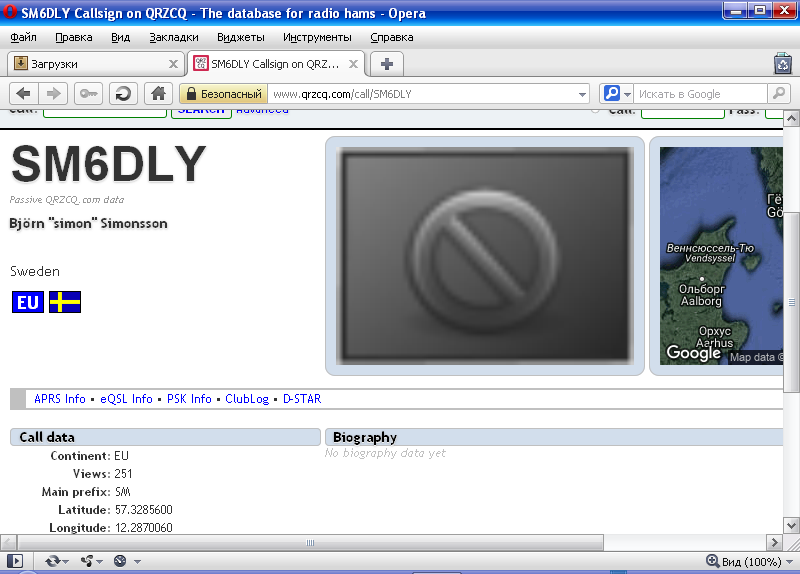 SM6DLY Callsign on QRZCQ - The database for radio hams - Opera
Файл Правка Вид Закладки Виджеты Инструменты Справка
Загрузки SM6DLY Callsign on QRZ...
Безопасный www.qrzcq.com/call/SM6DLY Искать в Google
Call: SEARCH Advanced Call: Pass:
SM6DLY
Passive QRZCQ.com data
Björn "simon" Simonsson
Sweden
EU
Гё
Gö
Венсюссель-Тю
Vendsyssel
Ольборг
Aalborg
Орхус
Aarhus
Google Map data ©
APRS Info • eQSL Info • PSK Info • ClubLog • D-STAR
Call data
Continent: EU
Views: 251
Main prefix: SM
Latitude: 57.3285600
Longitude: 12.2870060
Biography
No biography data yet
Вид (100%)